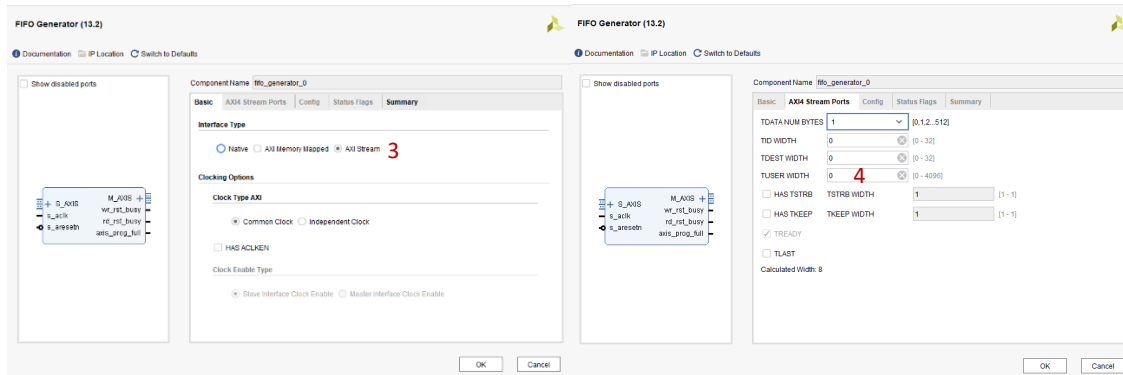 FIFO Generator (13.2)
Documentation IP Location Switch to Defaults
Show disabled ports
S_AXIS
s_aclk
s_aresetn
M_AXIS
wr_rst_busy
rd_rst_busy
axis_prog_full
Component Name fifo_generator_0
Basic AXI4 Stream Ports Config Status Flags Summary
Interface Type
Native AXI Memory Mapped AXI Stream 3
Clocking Options
Clock Type AXI
Common Clock Independent Clock
HAS ACLKEN
Clock Enable Type
Slave Interface Clock Enable Master Interface Clock Enable
OK Cancel
FIFO Generator (13.2)
Documentation IP Location Switch to Defaults
Show disabled ports
S_AXIS
s_aclk
s_aresetn
M_AXIS
wr_rst_busy
rd_rst_busy
axis_prog_full
Component Name fifo_generator_0
Basic AXI4 Stream Ports Config Status Flags Summary
TDATA NUM BYTES 1 [0,1,2...512]
TID WIDTH 0 [0 - 32]
TDEST WIDTH 0 [0 - 32]
TUSER WIDTH 0 4 [0 - 4096]
HAS TSTRB TSTRB WIDTH 1 [1 - 1]
HAS TKEEP TKEEP WIDTH 1 [1 - 1]
TREADY
TLAST
Calculated Width: 8
OK Cancel